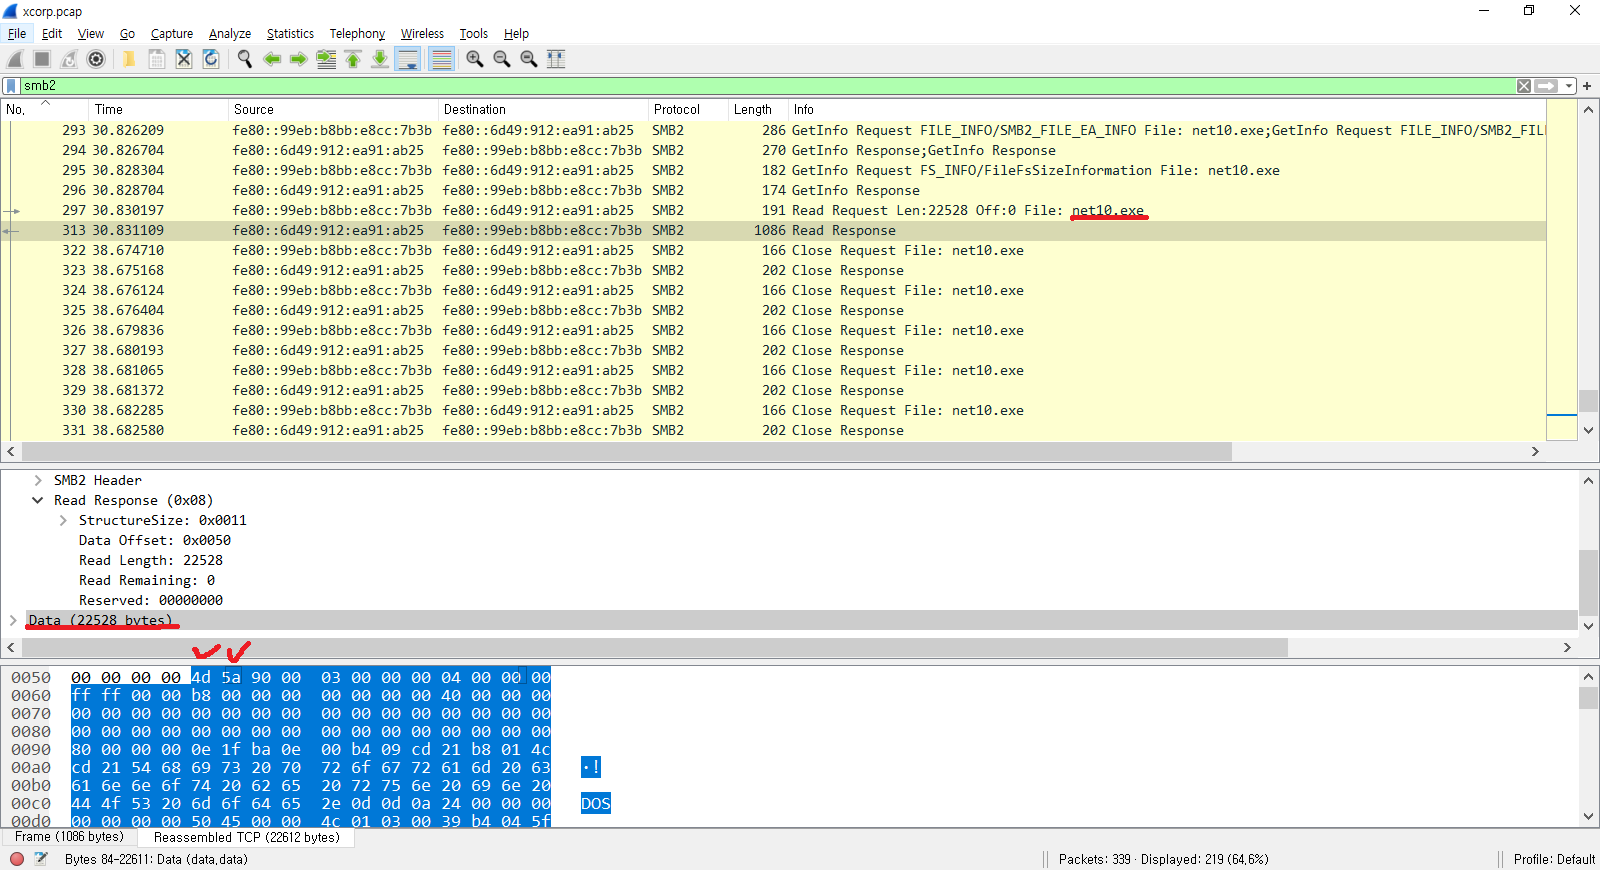 xcorp.pcap
File Edit View Go Capture Analyze Statistics Telephony Wireless Tools Help
smb2
No. Time Source Destination Protocol Length Info
293 30.826209 fe80::99eb:b8bb:e8cc:7b3b fe80::6d49:912:ea91:ab25 SMB2 286 GetInfo Request FILE_INFO/SMB2_FILE_EA_INFO File: net10.exe;GetInfo Request FILE_INFO/SMB2_FIL
294 30.826704 fe80::6d49:912:ea91:ab25 fe80::99eb:b8bb:e8cc:7b3b SMB2 270 GetInfo Response;GetInfo Response
295 30.828304 fe80::99eb:b8bb:e8cc:7b3b fe80::6d49:912:ea91:ab25 SMB2 182 GetInfo Request FS_INFO/FileFsSizeInformation File: net10.exe
296 30.828704 fe80::6d49:912:ea91:ab25 fe80::99eb:b8bb:e8cc:7b3b SMB2 174 GetInfo Response
297 30.830197 fe80::99eb:b8bb:e8cc:7b3b fe80::6d49:912:ea91:ab25 SMB2 191 Read Request Len:22528 Off:0 File: net10.exe
313 30.831109 fe80::6d49:912:ea91:ab25 fe80::99eb:b8bb:e8cc:7b3b SMB2 1086 Read Response
322 38.674710 fe80::99eb:b8bb:e8cc:7b3b fe80::6d49:912:ea91:ab25 SMB2 166 Close Request File: net10.exe
323 38.675168 fe80::6d49:912:ea91:ab25 fe80::99eb:b8bb:e8cc:7b3b SMB2 202 Close Response
324 38.676124 fe80::99eb:b8bb:e8cc:7b3b fe80::6d49:912:ea91:ab25 SMB2 166 Close Request File: net10.exe
325 38.676404 fe80::6d49:912:ea91:ab25 fe80::99eb:b8bb:e8cc:7b3b SMB2 202 Close Response
326 38.679836 fe80::99eb:b8bb:e8cc:7b3b fe80::6d49:912:ea91:ab25 SMB2 166 Close Request File: net10.exe
327 38.680193 fe80::6d49:912:ea91:ab25 fe80::99eb:b8bb:e8cc:7b3b SMB2 202 Close Response
328 38.681065 fe80::99eb:b8bb:e8cc:7b3b fe80::6d49:912:ea91:ab25 SMB2 166 Close Request File: net10.exe
329 38.681372 fe80::6d49:912:ea91:ab25 fe80::99eb:b8bb:e8cc:7b3b SMB2 202 Close Response
330 38.682285 fe80::99eb:b8bb:e8cc:7b3b fe80::6d49:912:ea91:ab25 SMB2 166 Close Request File: net10.exe
331 38.682580 fe80::6d49:912:ea91:ab25 fe80::99eb:b8bb:e8cc:7b3b SMB2 202 Close Response
SMB2 Header
Read Response (0x08)
StructureSize: 0x0011
Data Offset: 0x0050
Read Length: 22528
Read Remaining: 0
Reserved: 00000000
Data (22528 bytes)
0050 00 00 00 00 4d 5a 90 00 03 00 00 00 04 00 00 00
0060 ff ff 00 00 b8 00 00 00 00 00 00 00 40 00 00 00
0070 00 00 00 00 00 00 00 00 00 00 00 00 00 00 00 00
0080 00 00 00 00 00 00 00 00 00 00 00 00 00 00 00 00
0090 80 00 00 00 0e 1f ba 0e 00 b4 09 cd 21 b8 01 4c
00a0 cd 21 54 68 69 73 20 70 72 6f 67 72 61 6d 20 63 ·!
00b0 61 6e 6e 6f 74 20 62 65 20 72 75 6e 20 69 6e 20
00c0 44 4f 53 20 6d 6f 64 65 2e 0d 0d 0a 24 00 00 00 DOS
00d0 00 00 00 00 50 45 00 00 4c 01 03 00 39 b4 04 5f
Frame (1086 bytes) Reassembled TCP (22612 bytes)
Bytes 84-22611: Data (data,data) Packets: 339 · Displayed: 219 (64,6%) Profile: Default